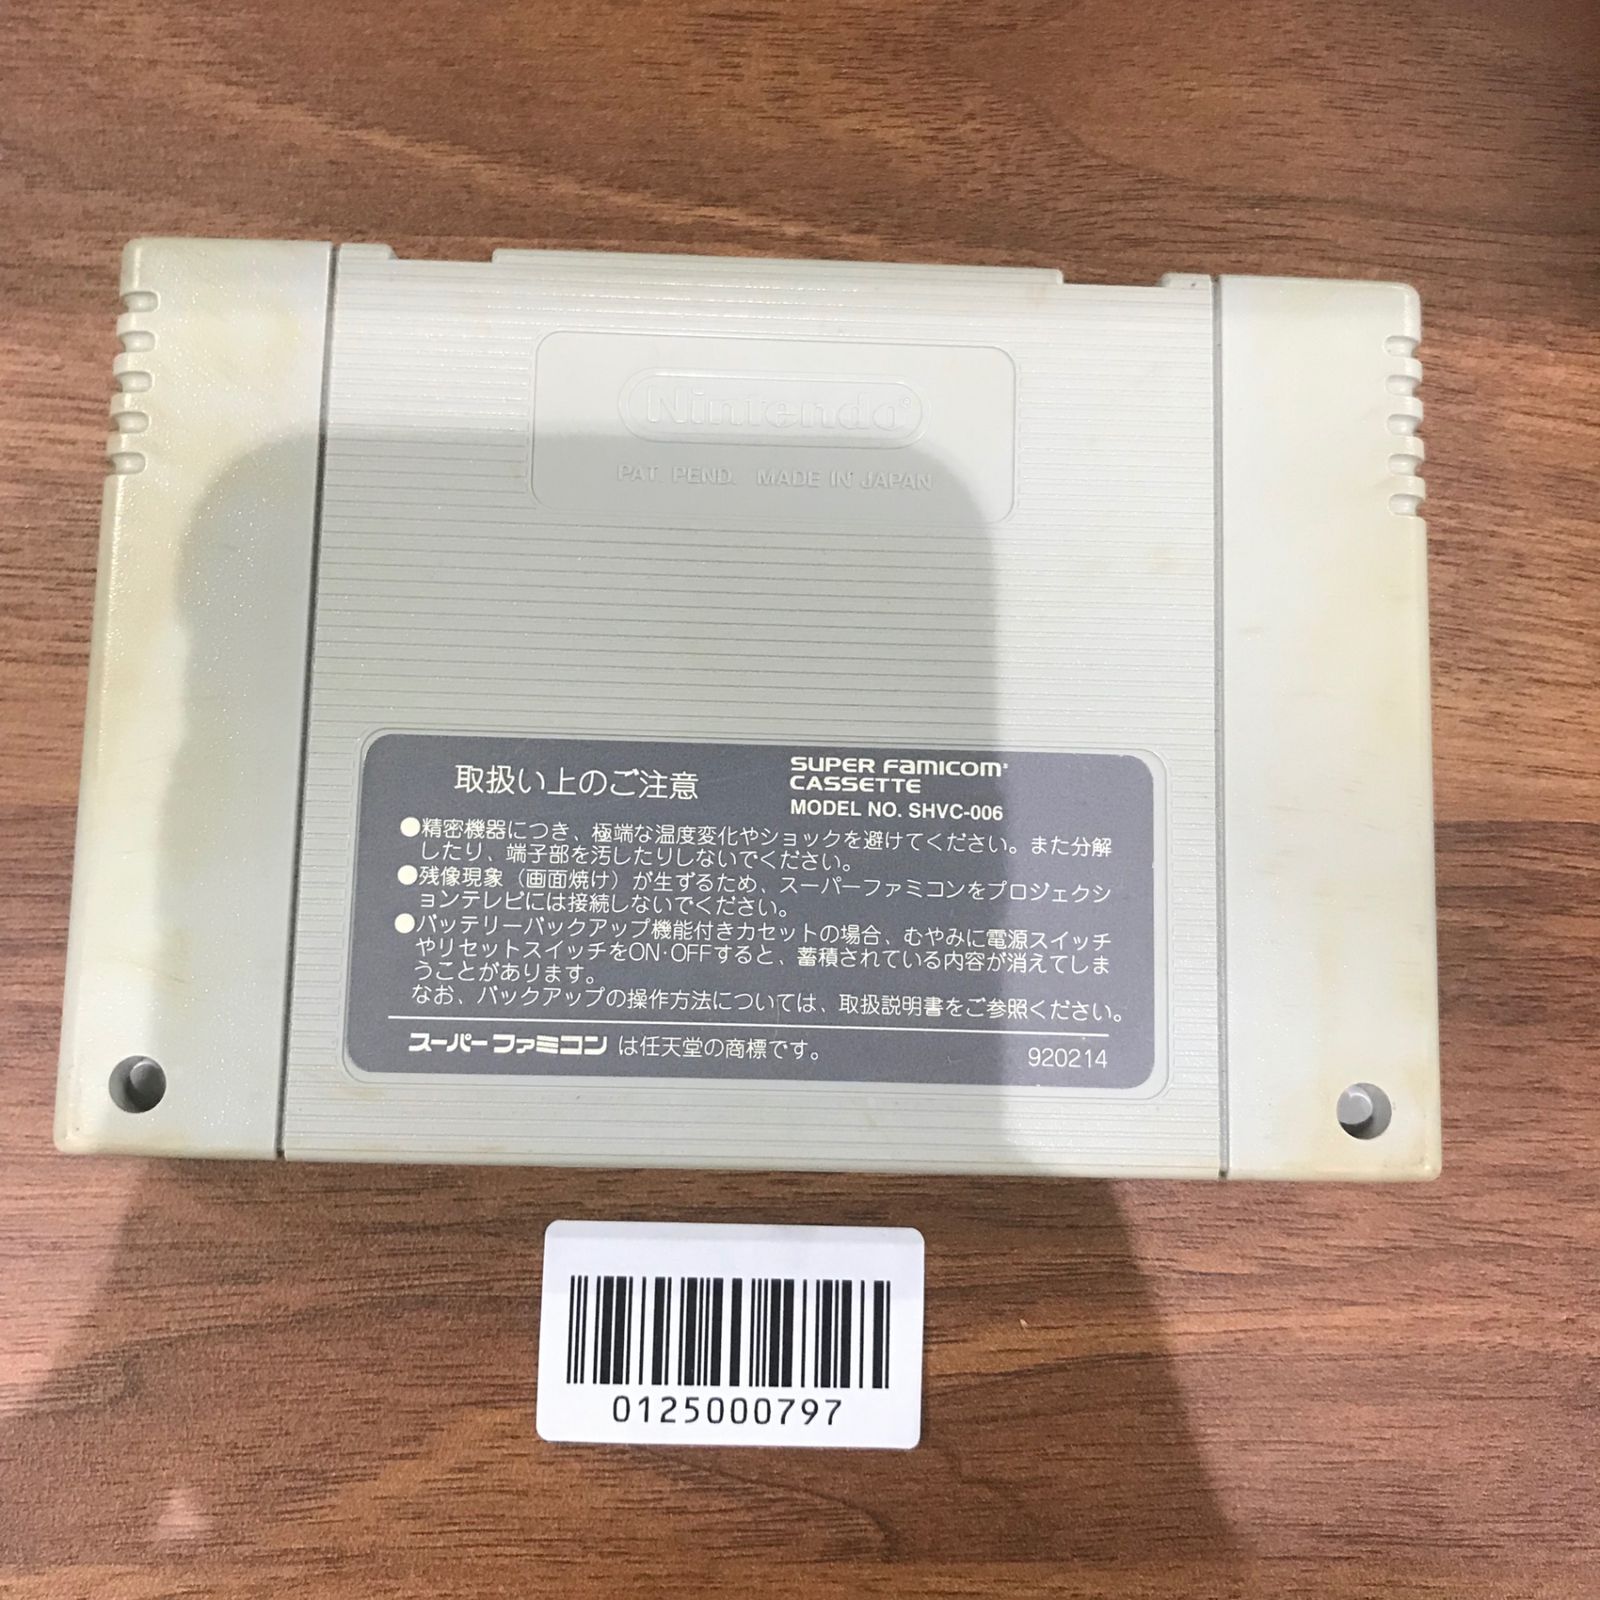 Nintendo®
PAT. PEND. MADE IN JAPAN
取扱い上のご注意
SUPER FAMICOM
CASSETTE
MODEL NO. SHVC-006
●精密機器につき、極端な温度変化やショックを避けてください。また分解
したり、端子部を汚したりしないでください。
●残像現象（画面焼け）が生ずるため、スーパーファミコンをプロジェクシ
ョンテレビには接続しないでください。
●バッテリーバックアップ機能付きカセットの場合、むやみに電源スイッチ
やリセットスイッチをON･OFFすると、蓄積されている内容が消えてしま
うことがあります。
なお、バックアップの操作方法については、取扱説明書をご参照ください。
スーパーファミコン は任天堂の商標です。
920214
0125000797